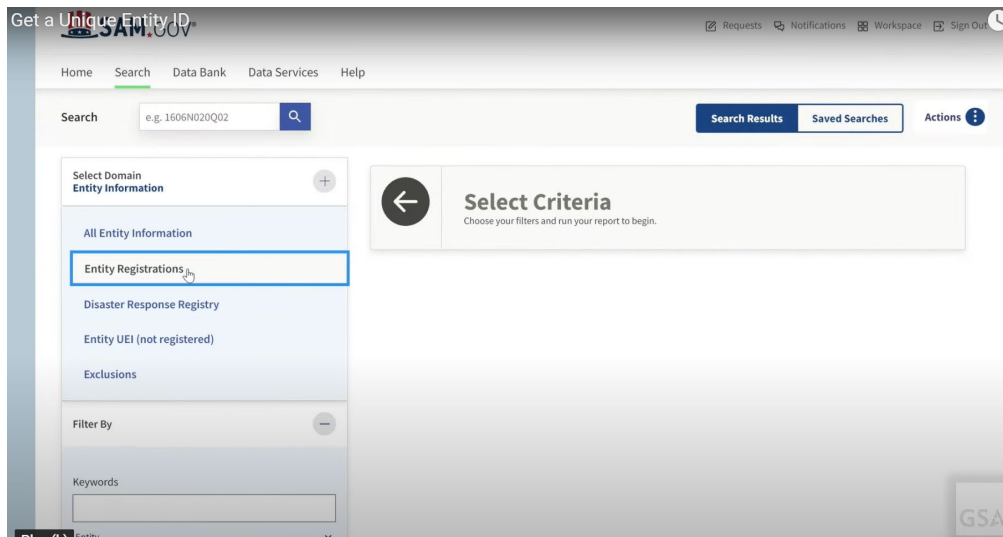 Get a Unique Entity ID
SAM.GOV
Requests Notifications Workspace Sign Out
Home Search Data Bank Data Services Help
Search e.g. 1606N020Q02 Search Results Saved Searches Actions
Select Domain
Entity Information
Select Criteria
Choose your filters and run your report to begin.
All Entity Information
Entity Registrations
Disaster Response Registry
Entity UEI (not registered)
Exclusions
Filter By
Keywords
GSA
Entity